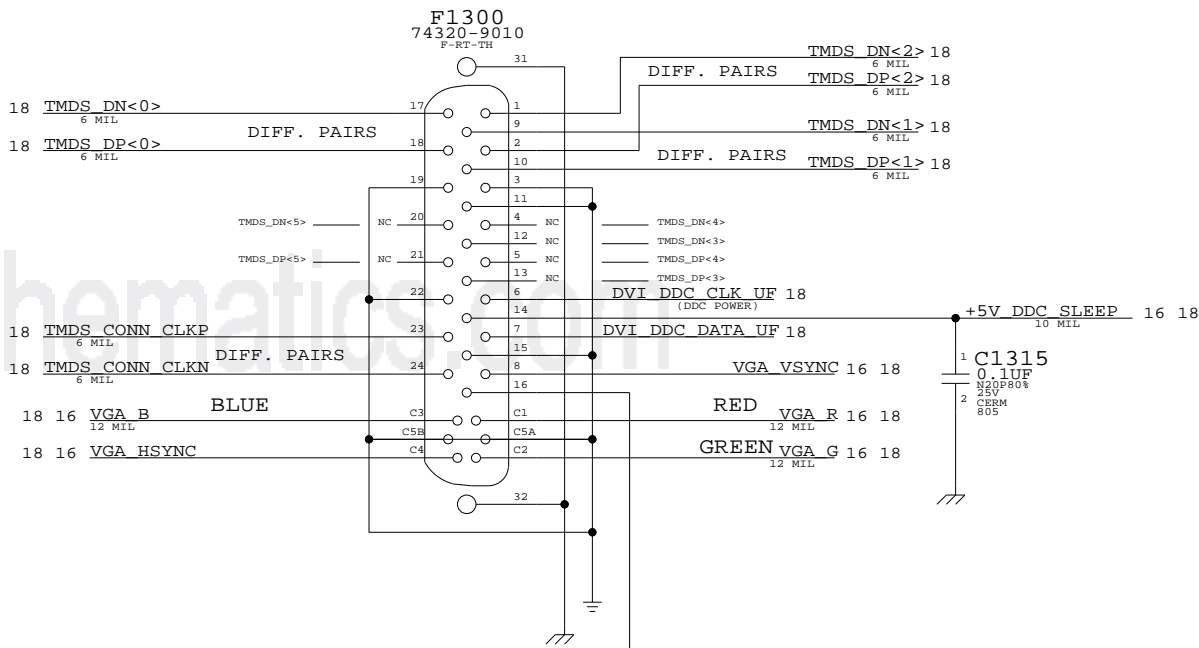 F1300
74320-9010
F-RT-TH
31
TMDS_DN<2> 18
6 MIL
DIFF. PAIRS
TMDS_DP<2> 18
6 MIL
18 TMDS_DN<0>
6 MIL
17
1
DIFF. PAIRS
9
TMDS_DN<1> 18
6 MIL
18 TMDS_DP<0>
6 MIL
18
2
DIFF. PAIRS
10
TMDS_DP<1> 18
6 MIL
19
3
11
TMDS_DN<5>
NC
20
4
NC
TMDS_DN<4>
12
NC
TMDS_DN<3>
TMDS_DP<5>
NC
21
5
NC
TMDS_DP<4>
13
NC
TMDS_DP<3>
22
6
DVI_DDC_CLK_UF 18
(DDC POWER)
14
+5V_DDC_SLEEP 16 18
10 MIL
18 TMDS_CONN_CLKP
6 MIL
23
7
DVI_DDC_DATA_UF 18
DIFF. PAIRS
15
18 TMDS_CONN_CLKN
6 MIL
24
8
VGA_VSYNC 16 18
16
1
C1315
0.1UF
N20P80%
25V
CERM
805
2
BLUE
18 16 VGA_B
12 MIL
C3
C1
RED
VGA_R 16 18
12 MIL
C5B
C5A
18 16 VGA_HSYNC
C4
C2
GREEN VGA_G 16 18
12 MIL
32
hematics.com